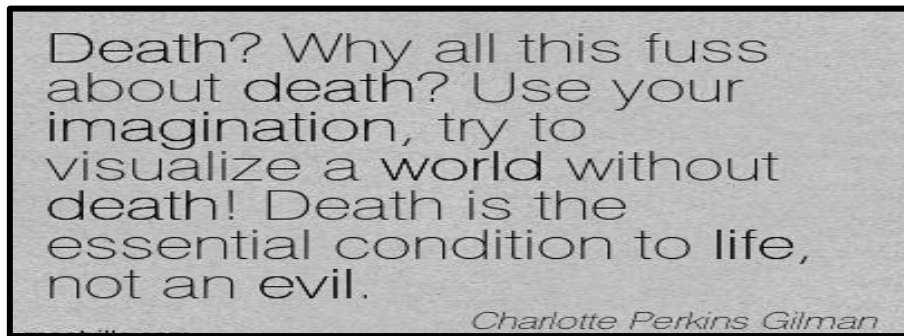 Death? Why all this fuss
about death? Use your
imagination, try to
visualize a world without
death! Death is the
essential condition to life,
not an evil.
Charlotte Perkins Gilman